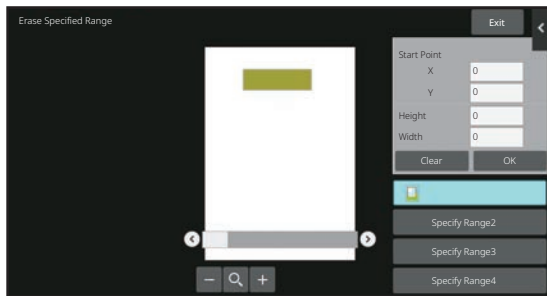 Erase Specified Range
Exit
Start Point
X 0
Y 0
Height 0
Width 0
Clear OK
Specify Range2
Specify Range3
Specify Range4